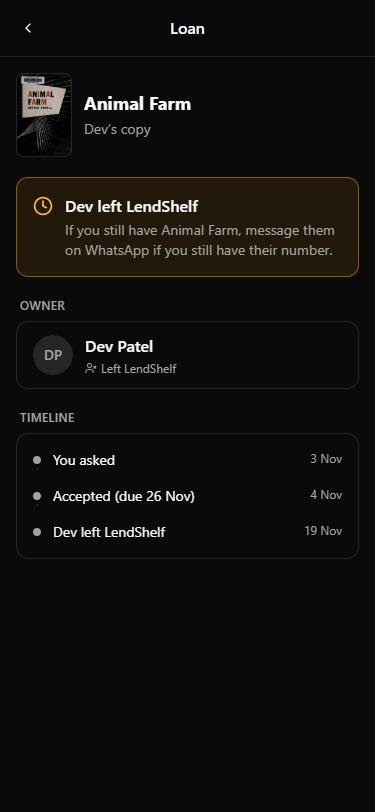 Loan
ANIMAL
FARM
GEORGE ORWELL
Animal Farm
Dev's copy
Dev left LendShelf
If you still have Animal Farm, message them
on WhatsApp if you still have their number.
OWNER
DP
Dev Patel
Left LendShelf
TIMELINE
You asked
3 Nov
Accepted (due 26 Nov)
4 Nov
Dev left LendShelf
19 Nov